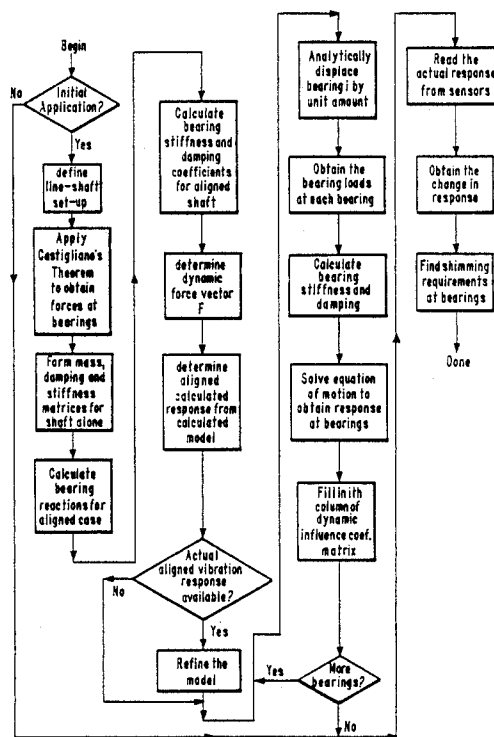 Begin
Initial
Application?
No
Yes
define
line-shaft
set-up
Apply Castigliano's
Theorem
to obtain
forces at
bearings
Form mass,
damping and
stiffness
matrices for
shaft alone
Calculate
bearing
reactions for
aligned case
Calculate
bearing
stiffness and
damping
coefficients
for aligned
shaft
determine
dynamic
force vector
F
determine
aligned
calculated
response from
calculated
model
Actual
aligned vibration
response
available?
No
Yes
Refine the
model
Analytically
displace
bearing i by
unit amount
Obtain the
bearing loads
at each bearing
Calculate
bearing
stiffness and
damping
Solve equation
of motion to
obtain response
at bearings
Fill in ith
column of
dynamic
influence coef.
matrix
More
bearings?
Yes
No
Read the
actual response
from sensors
Obtain the
change in
response
Find shimming
requirements
at bearings
Done